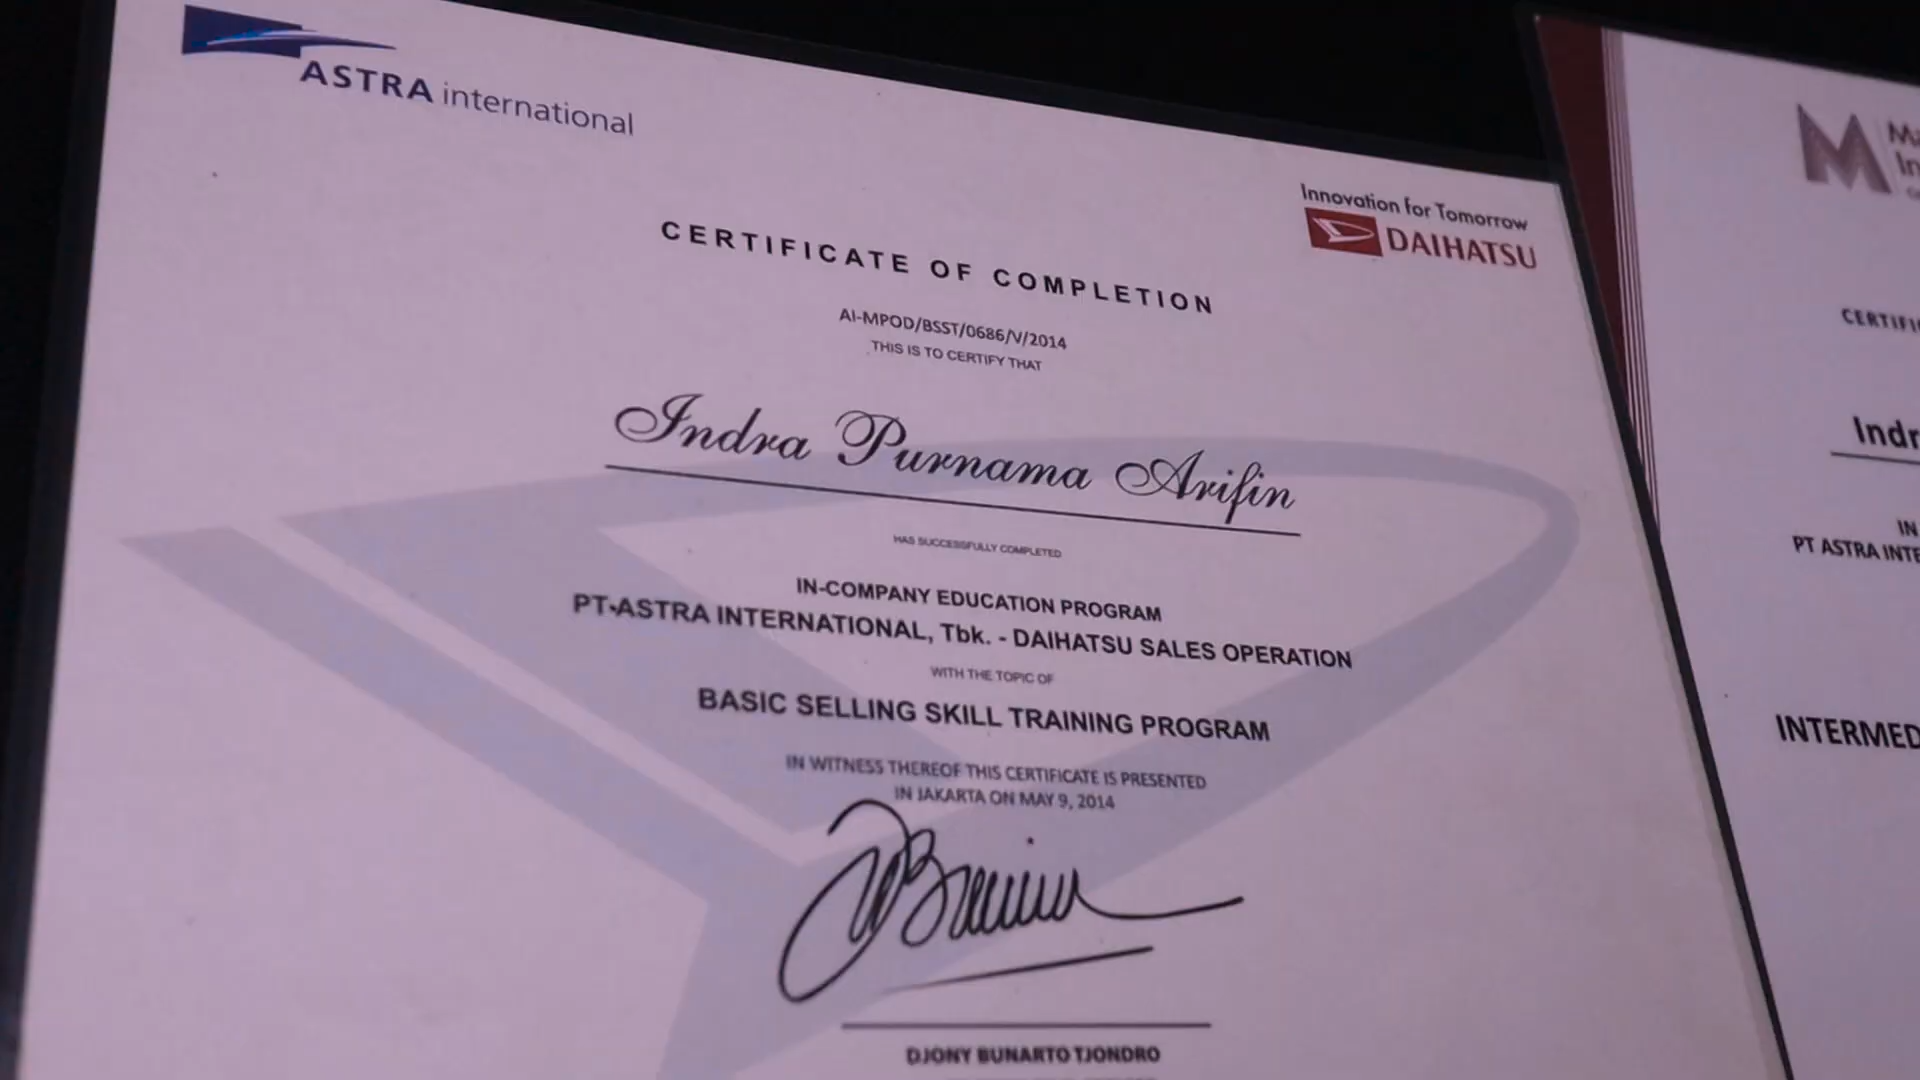 ASTRA international
Innovation for Tomorrow
DAIHATSU
CERTIFICATE OF COMPLETION
AI-MPOD/BSST/0686/V/2014
THIS IS TO CERTIFY THAT
Indra Purnama Arifin
HAS SUCCESSFULLY COMPLETED
IN-COMPANY EDUCATION PROGRAM
PT ASTRA INTERNATIONAL, Tbk. - DAIHATSU SALES OPERATION
WITH THE TOPIC OF
BASIC SELLING SKILL TRAINING PROGRAM
IN WITNESS THEREOF THIS CERTIFICATE IS PRESENTED
IN JAKARTA ON MAY 9, 2014
DJONY BUNARTO TJONDRO
M
Ma
In
CERTIFI
Indr
IN
PT ASTRA INTE
INTERMED